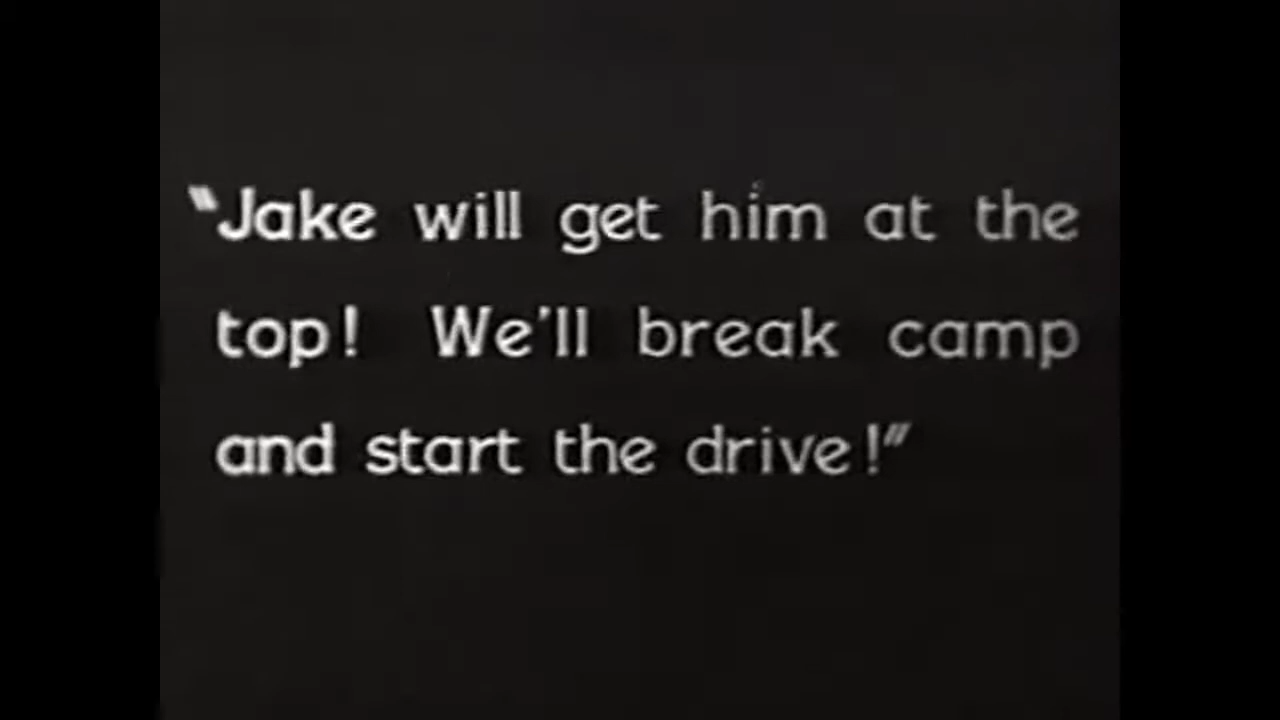 "Jake will get him at the
top! We'll break camp
and start the drive!"